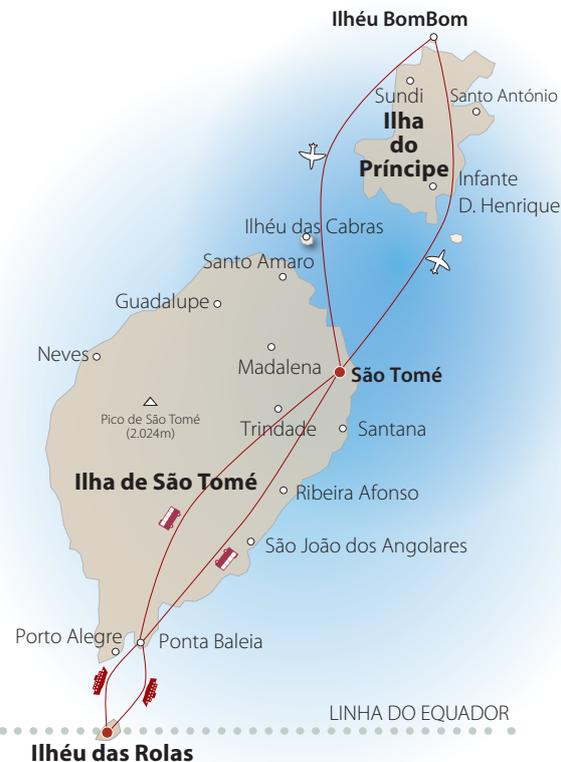 Ilhéu BomBom
Sundi
Santo António
Ilha
do
Príncipe
Infante
D. Henrique
Ilhéu das Cabras
Santo Amaro
Guadalupe
Neves
Madalena
São Tomé
Pico de São Tomé
(2.024m)
Trindade
Santana
Ilha de São Tomé
Ribeira Afonso
São João dos Angolares
Porto Alegre
Ponta Baleia
LINHA DO EQUADOR
Ilhéu das Rolas